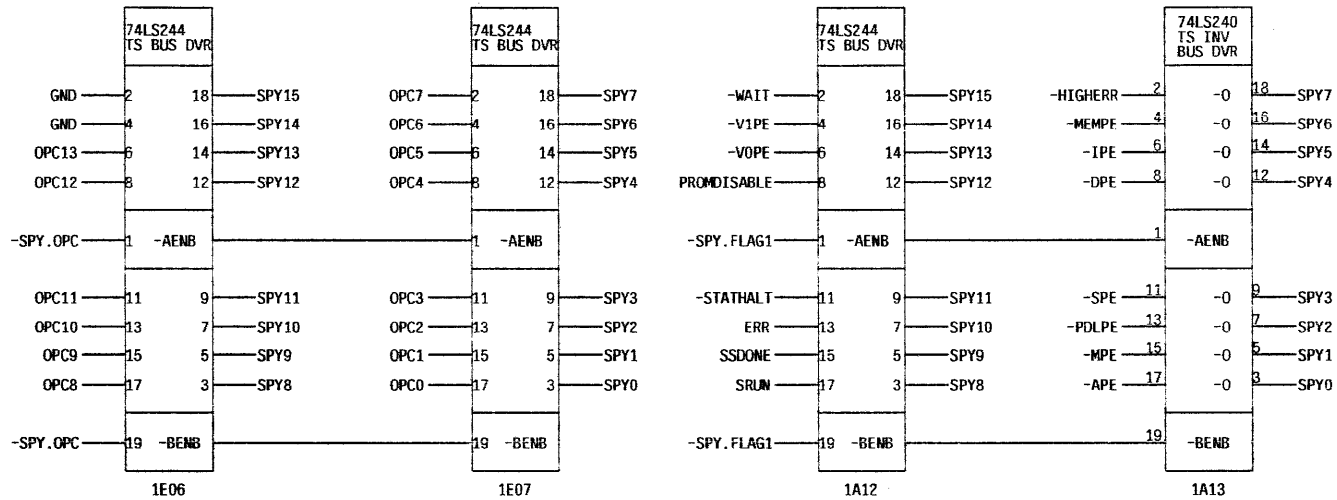 74LS244
TS BUS DVR
GND 2 18 SPY15
GND 4 16 SPY14
OPC13 6 14 SPY13
OPC12 8 12 SPY12
-SPY.OPC 1 -AENB
OPC11 11 9 SPY11
OPC10 13 7 SPY10
OPC9 15 5 SPY9
OPC8 17 3 SPY8
-SPY.OPC 19 -BENB
1E06
74LS244
TS BUS DVR
OPC7 2 18 SPY7
OPC6 4 16 SPY6
OPC5 6 14 SPY5
OPC4 8 12 SPY4
1 -AENB
OPC3 11 9 SPY3
OPC2 13 7 SPY2
OPC1 15 5 SPY1
OPC0 17 3 SPY0
19 -BENB
1E07
74LS244
TS BUS DVR
-WAIT 2 18 SPY15
-V1PE 4 16 SPY14
-V0PE 6 14 SPY13
PROMDISABLE 8 12 SPY12
-SPY.FLAG1 1 -AENB
-STATHALT 11 9 SPY11
ERR 13 7 SPY10
SSDONE 15 5 SPY9
SRUN 17 3 SPY8
-SPY.FLAG1 19 -BENB
1A12
74LS240
TS INV
BUS DVR
-HIGHERR 2 -O 18 SPY7
-MEMPE 4 -O 16 SPY6
-IPE 6 -O 14 SPY5
-DPE 8 -O 12 SPY4
1 -AENB
-SPE 11 -O 9 SPY3
-PDLPE 13 -O 7 SPY2
-MPE 15 -O 5 SPY1
-APE 17 -O 3 SPY0
19 -BENB
1A13